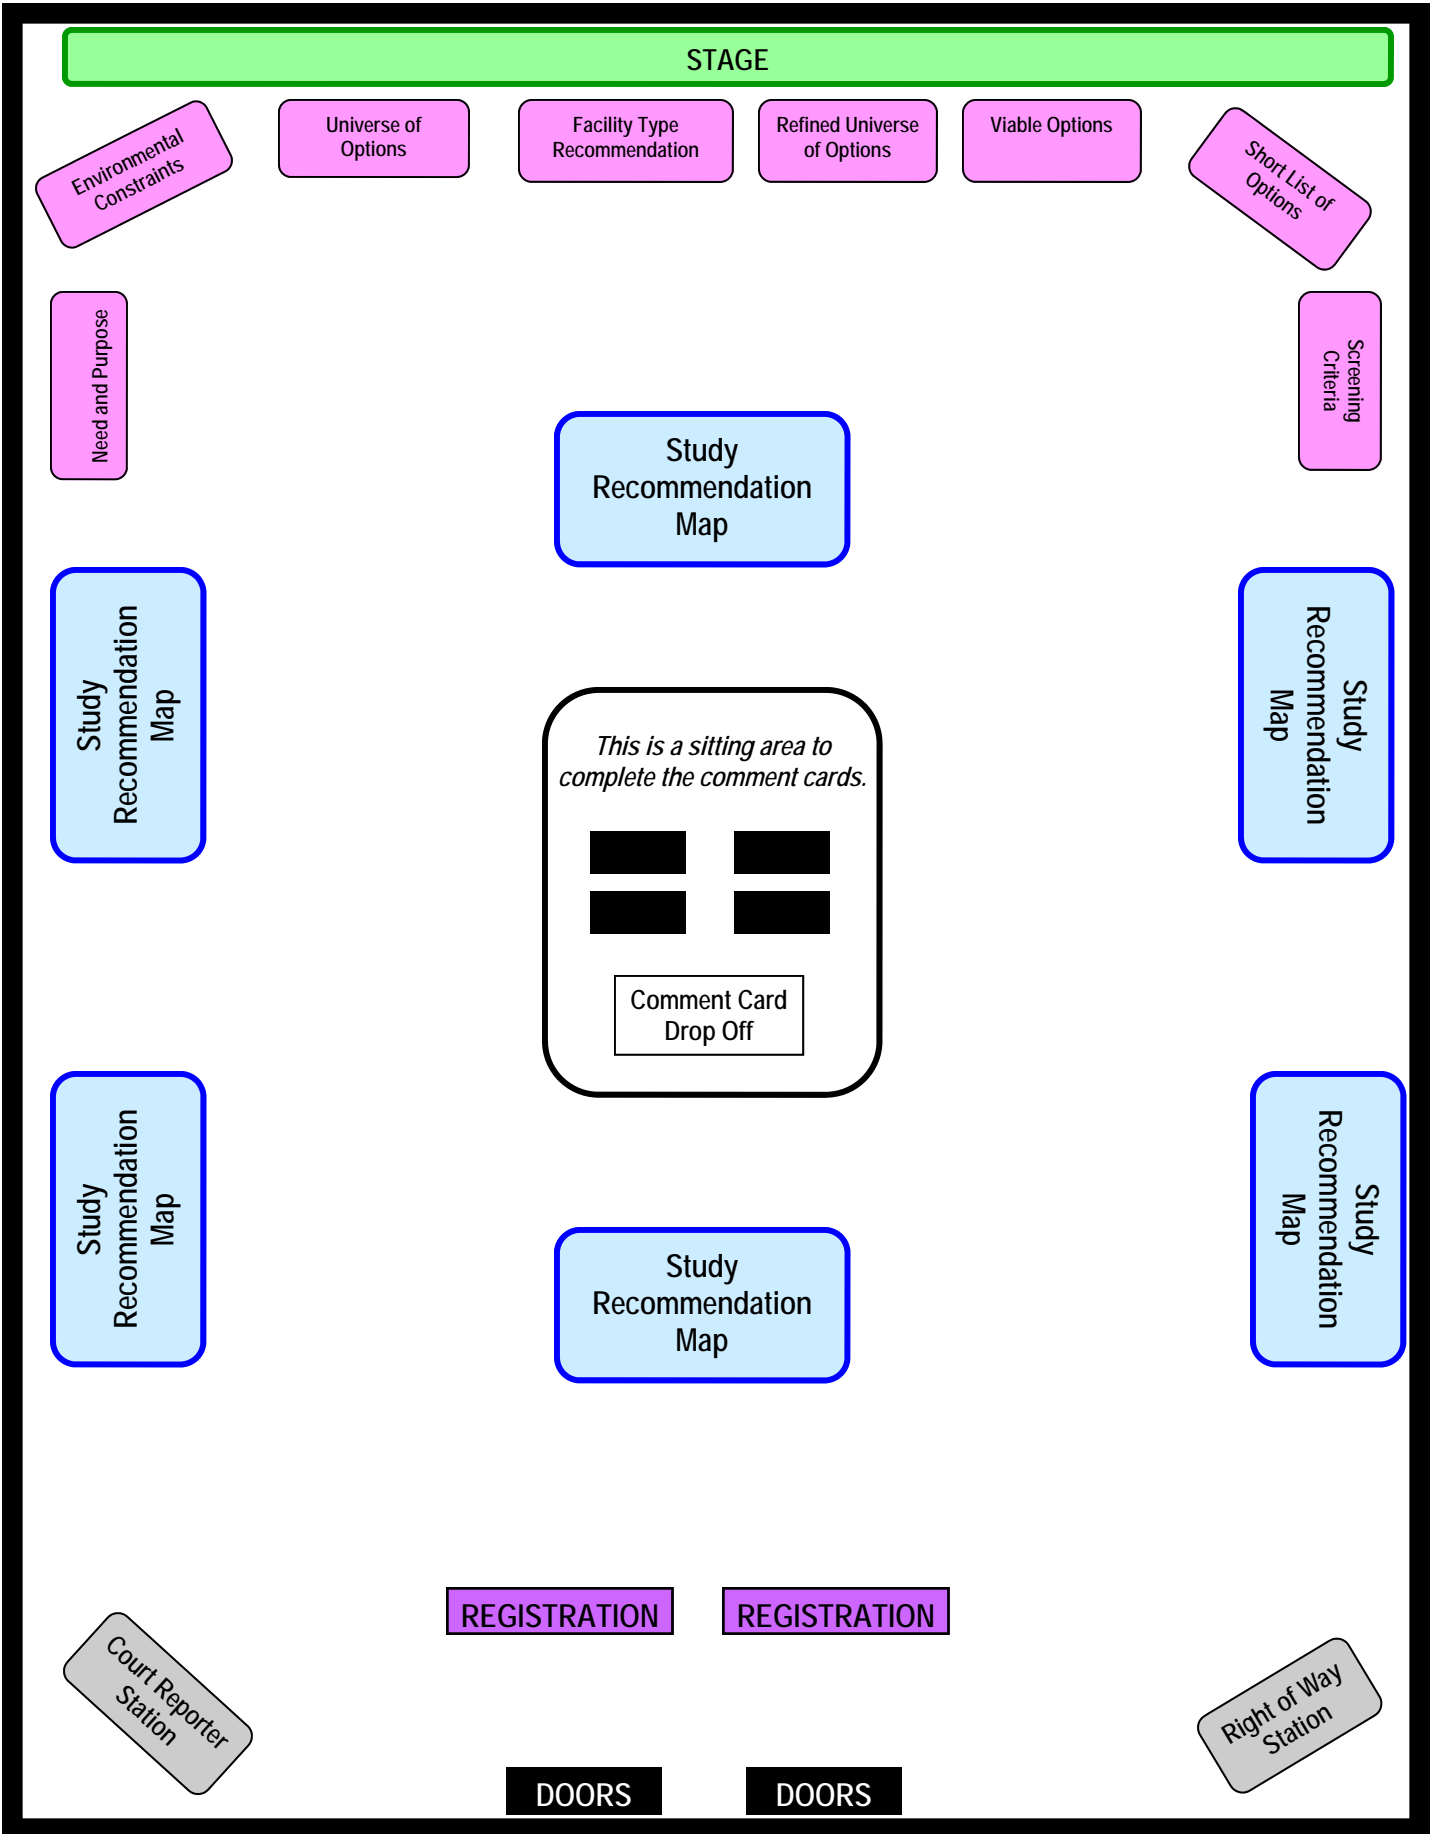 STAGE
Environmental
Constraints
Universe of
Options
Facility Type
Recommendation
Refined Universe
of Options
Viable Options
Short List of
Options
Need and Purpose
Screening
Criteria
Study
Recommendation
Map
Study
Recommendation
Map
Study
Recommendation
Map
This is a sitting area to
complete the comment cards.
Comment Card
Drop Off
Study
Recommendation
Map
Study
Recommendation
Map
Study
Recommendation
Map
REGISTRATION
REGISTRATION
Court Reporter
Station
Right of Way
Station
DOORS
DOORS